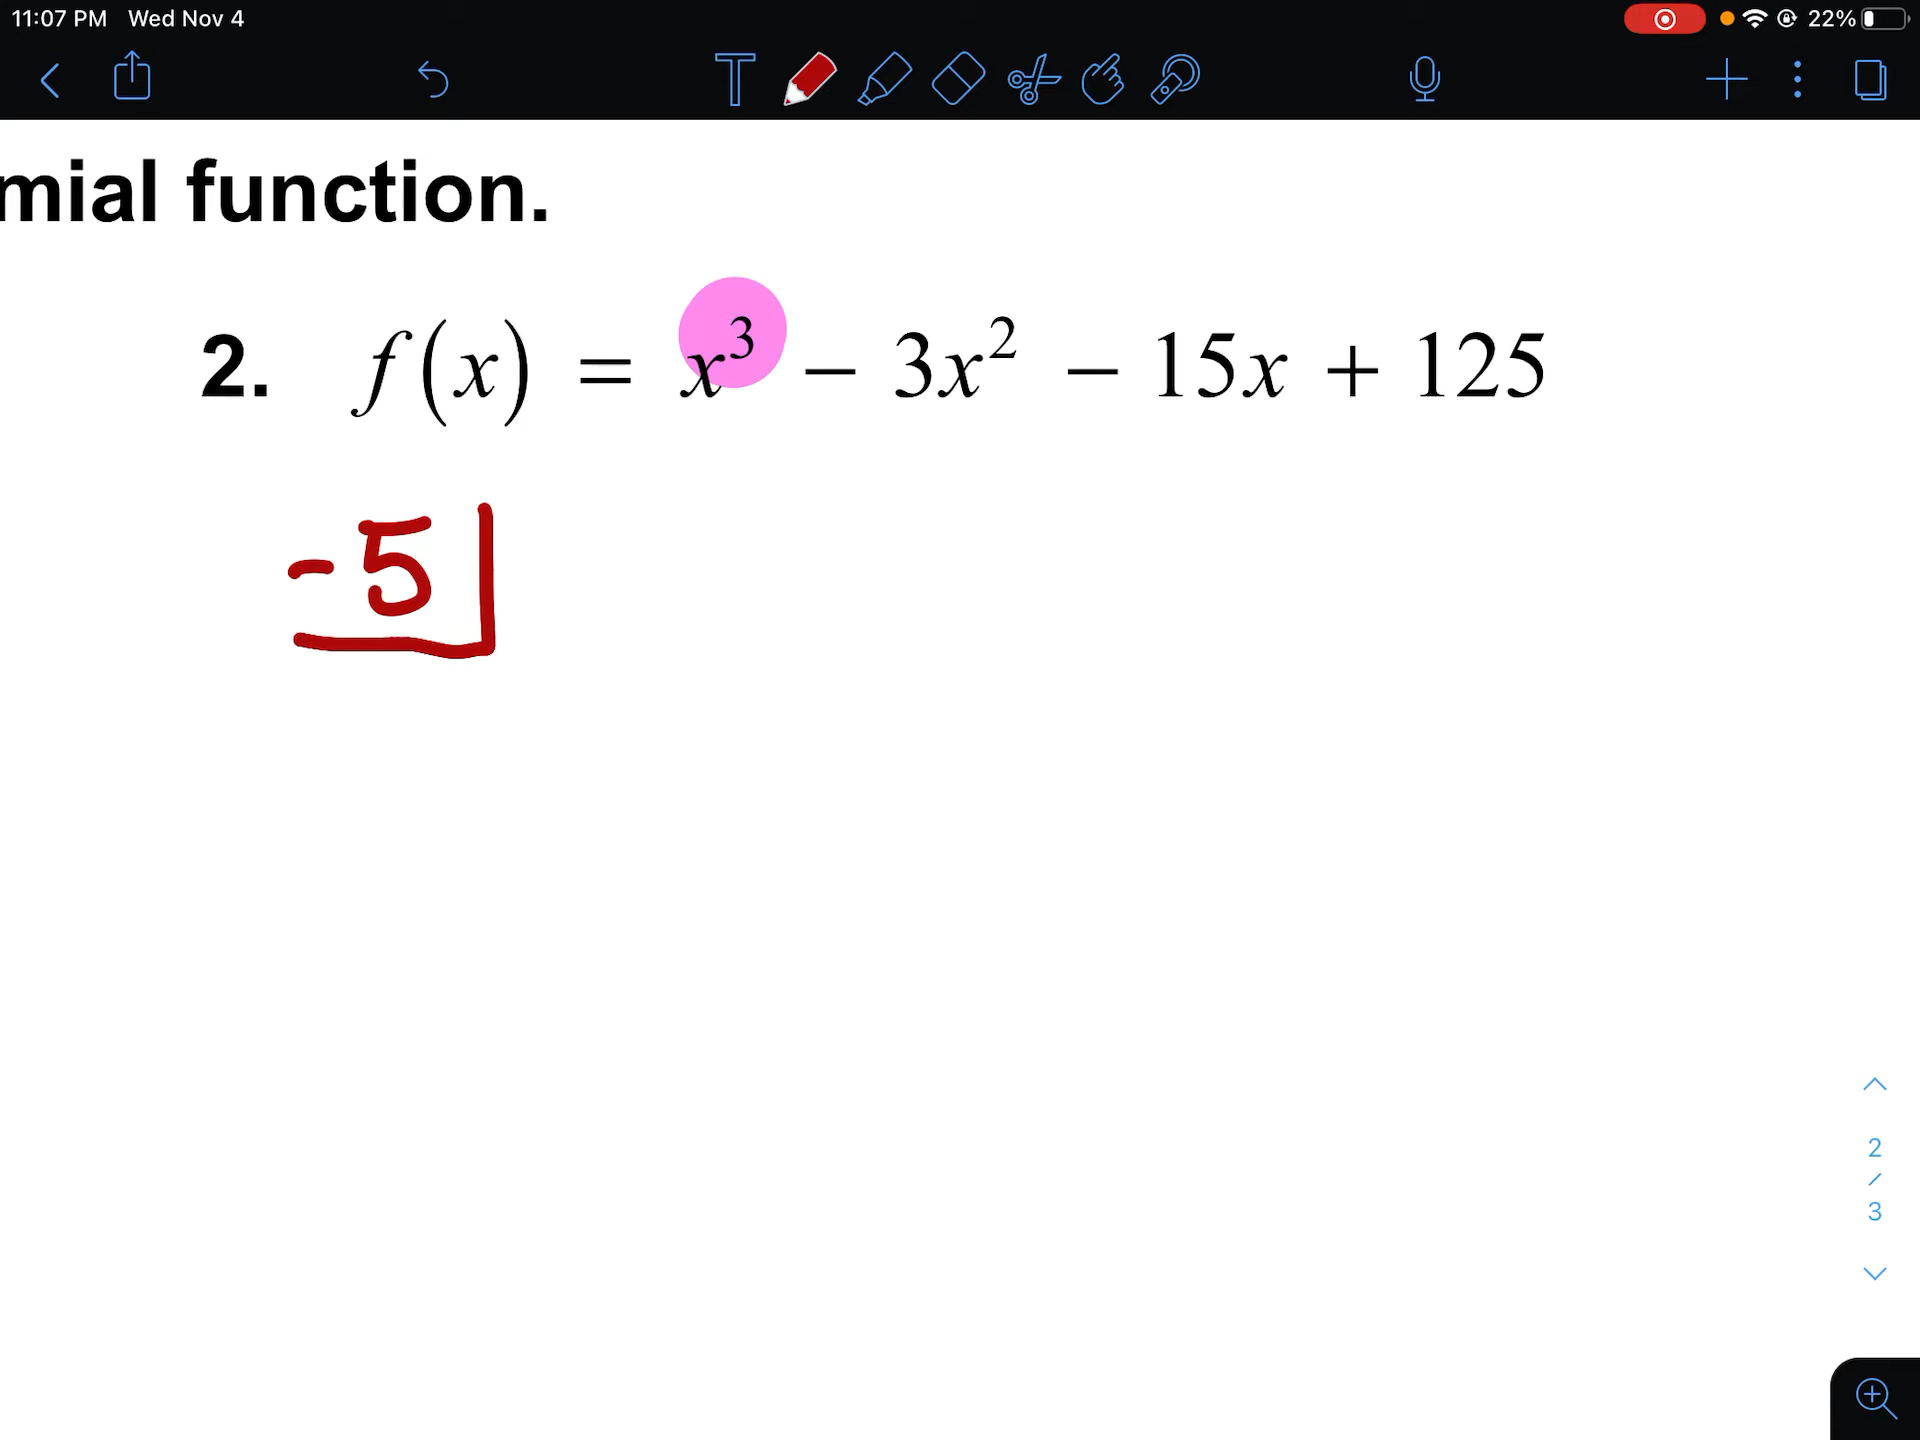 11:07 PM Wed Nov 4 22%
T
mial function.
2. f(x) = x³ − 3x² − 15x + 125
-5
2
/
3